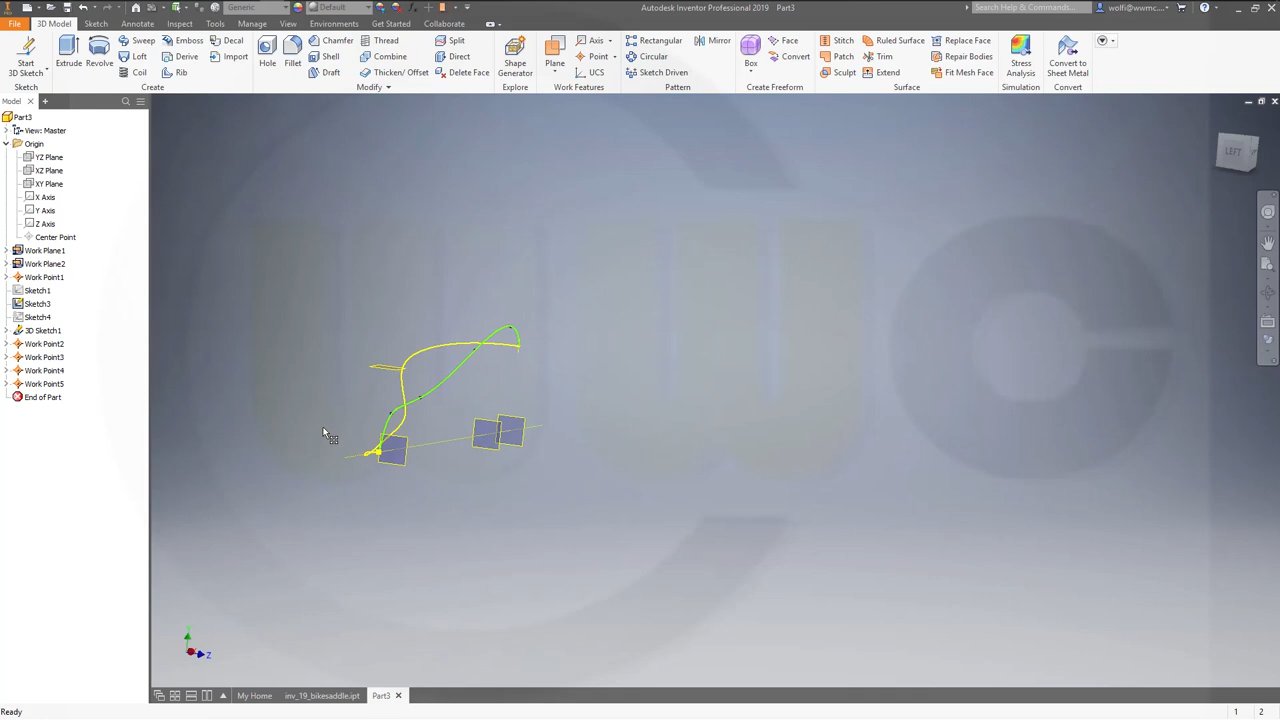 Generic
Default
Autodesk Inventor Professional 2019 Part3
Search Help & Commands...
wolfi@wwmc...
File
3D Model
Sketch
Annotate
Inspect
Tools
Manage
View
Environments
Get Started
Collaborate
Start
3D Sketch
Extrude
Revolve
Sweep
Loft
Coil
Emboss
Derive
Rib
Decal
Import
Hole
Fillet
Chamfer
Shell
Draft
Thread
Combine
Thicken/ Offset
Split
Direct
Delete Face
Shape
Generator
Plane
Axis
Point
UCS
Rectangular
Circular
Sketch Driven
Mirror
Box
Face
Convert
Stitch
Patch
Sculpt
Ruled Surface
Trim
Extend
Replace Face
Repair Bodies
Fit Mesh Face
Stress
Analysis
Convert to
Sheet Metal
Sketch
Create
Modify
Explore
Work Features
Pattern
Create Freeform
Surface
Simulation
Convert
Model
Part3
View: Master
Origin
YZ Plane
XZ Plane
XY Plane
X Axis
Y Axis
Z Axis
Center Point
Work Plane1
Work Plane2
Work Point1
Sketch1
Sketch3
Sketch4
3D Sketch1
Work Point2
Work Point3
Work Point4
Work Point5
End of Part
LEFT
Z
My Home
inv_19_bikesaddle.ipt
Part3
Ready
1
2